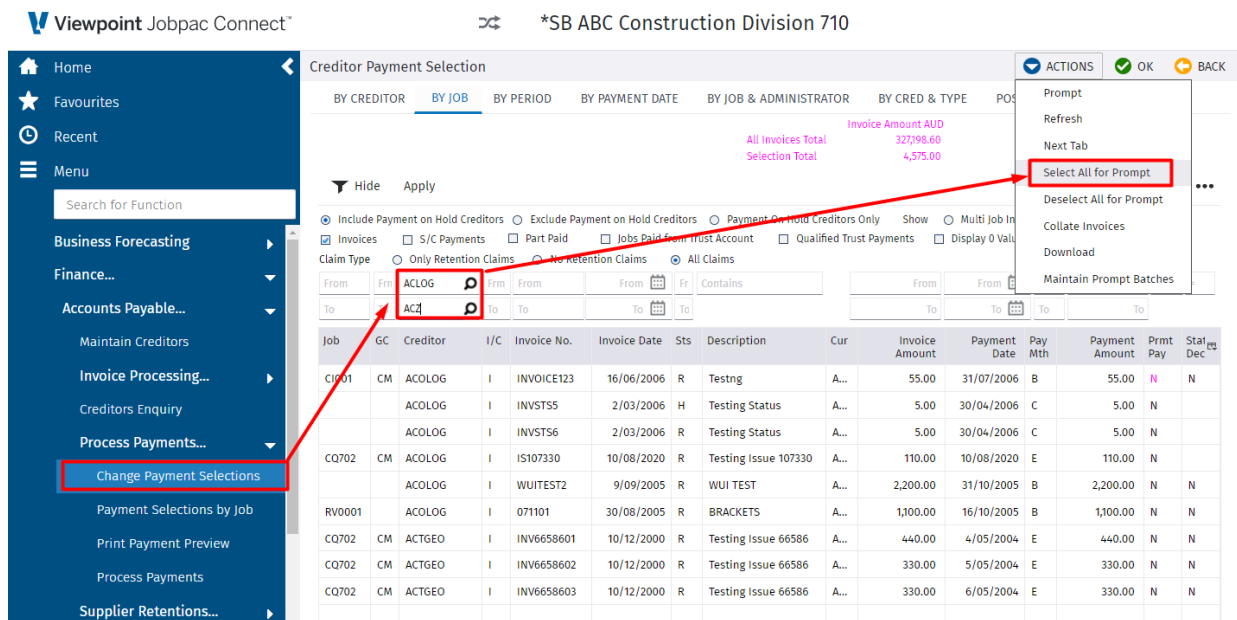 Viewpoint Jobpac Connect™
*SB ABC Construction Division 710
Home
Favourites
Recent
Menu
Search for Function
Business Forecasting
Finance...
Accounts Payable...
Maintain Creditors
Invoice Processing...
Creditors Enquiry
Process Payments...
Change Payment Selections
Payment Selections by Job
Print Payment Preview
Process Payments
Supplier Retentions...
Creditor Payment Selection
ACTIONS OK BACK
BY CREDITOR BY JOB BY PERIOD BY PAYMENT DATE BY JOB & ADMINISTRATOR BY CRED & TYPE POS
Prompt
Refresh
Next Tab
Select All for Prompt
Deselect All for Prompt
Collate Invoices
Download
Maintain Prompt Batches
Invoice Amount AUD
All Invoices Total 327,198.60
Selection Total 4,575.00
Hide Apply
Include Payment on Hold Creditors Exclude Payment on Hold Creditors Payment On Hold Creditors Only Show Multi Job In
Invoices S/C Payments Part Paid Jobs Paid from Trust Account Qualified Trust Payments Display 0 Valu
Claim Type Only Retention Claims No Retention Claims All Claims
From Frn ACLOG Frm From From Fr Contains From From =
To ACZ To To To To To To To To
Job GC Creditor I/C Invoice No. Invoice Date Sts Description Cur Invoice Amount Payment Date Pay Mth Payment Amount Prmt Pay Stat Dec
CI001 CM ACOLOG I INVOICE123 16/06/2006 R Testng A... 55.00 31/07/2006 B 55.00 N N
ACOLOG I INVSTS5 2/03/2006 H Testing Status A... 5.00 30/04/2006 C 5.00 N
ACOLOG I INVSTS6 2/03/2006 R Testing Status A... 5.00 30/04/2006 C 5.00 N
CQ702 CM ACOLOG I IS107330 10/08/2020 R Testing Issue 107330 A... 110.00 10/08/2020 E 110.00 N
ACOLOG I WUITEST2 9/09/2005 R WUI TEST A... 2,200.00 31/10/2005 B 2,200.00 N N
RV0001 ACOLOG I 071101 30/08/2005 R BRACKETS A... 1,100.00 16/10/2005 B 1,100.00 N N
CQ702 CM ACTGEO I INV6658601 10/12/2000 R Testing Issue 66586 A... 440.00 4/05/2004 E 440.00 N N
CQ702 CM ACTGEO I INV6658602 10/12/2000 R Testing Issue 66586 A... 330.00 5/05/2004 E 330.00 N N
CQ702 CM ACTGEO I INV6658603 10/12/2000 R Testing Issue 66586 A... 330.00 6/05/2004 E 330.00 N N